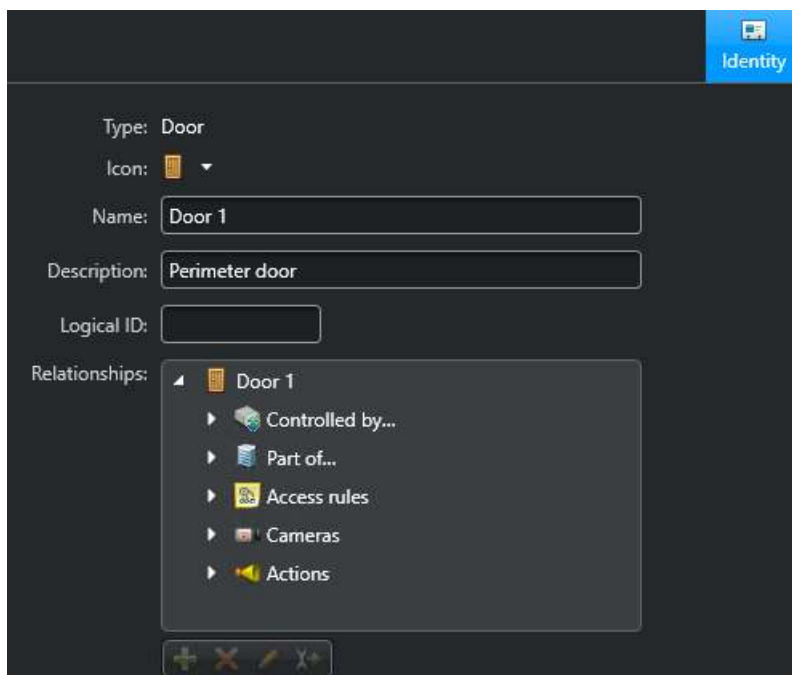 Identity
Type: Door
Icon:
Name: Door 1
Description: Perimeter door
Logical ID:
Relationships:
Door 1
Controlled by...
Part of...
Access rules
Cameras
Actions